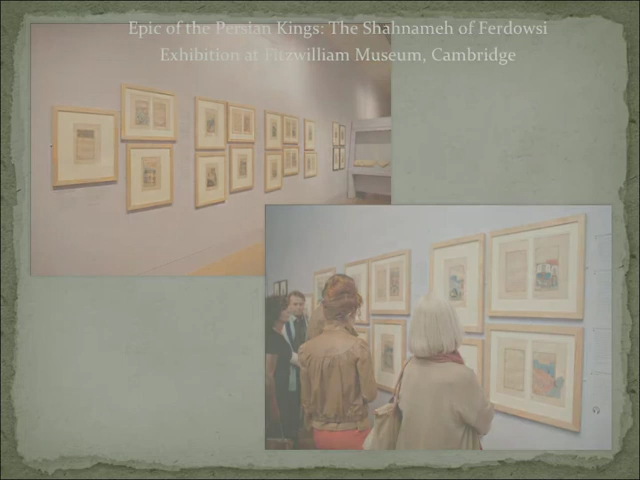 Epic of the Persian Kings: The Shahnameh of Ferdowsi
Exhibition at Fitzwilliam Museum, Cambridge